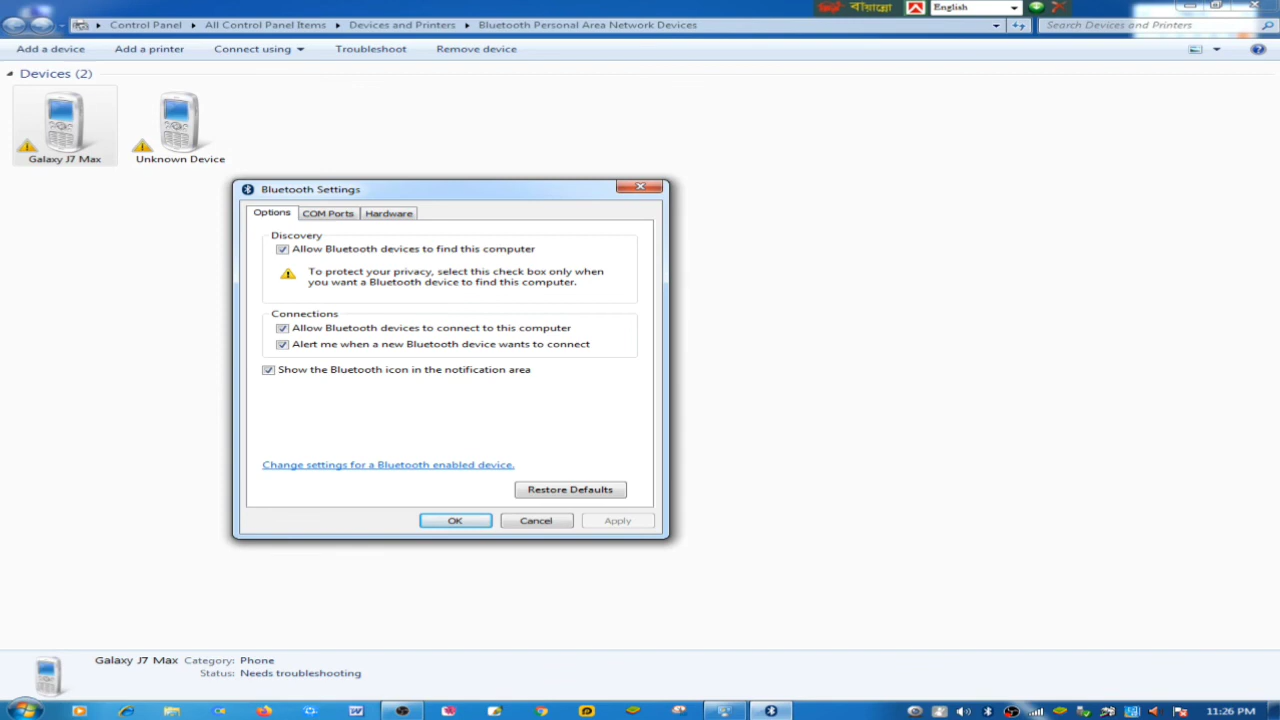 বায়ান্নো
English
Control Panel
All Control Panel Items
Devices and Printers
Bluetooth Personal Area Network Devices
Search Devices and Printers
Add a device
Add a printer
Connect using
Troubleshoot
Remove device
Devices (2)
Galaxy J7 Max
Unknown Device
Bluetooth Settings
Options
COM Ports
Hardware
Discovery
Allow Bluetooth devices to find this computer
To protect your privacy, select this check box only when
you want a Bluetooth device to find this computer.
Connections
Allow Bluetooth devices to connect to this computer
Alert me when a new Bluetooth device wants to connect
Show the Bluetooth icon in the notification area
Change settings for a Bluetooth enabled device.
Restore Defaults
OK
Cancel
Apply
Galaxy J7 Max Category: Phone
Status: Needs troubleshooting
11:26 PM